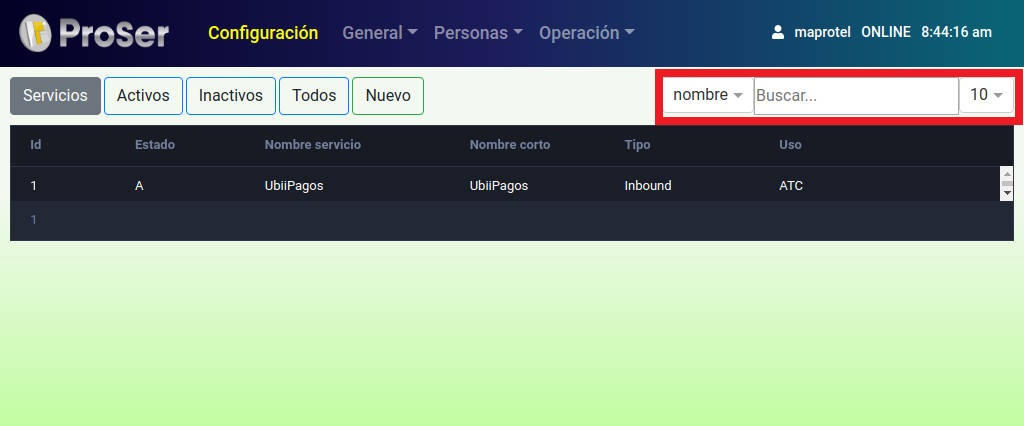 ProSer Configuración General Personas Operación maprotel ONLINE 8:44:16 am
Servicios Activos Inactivos Todos Nuevo nombre Buscar... 10
Id Estado Nombre servicio Nombre corto Tipo Uso
1 A UbiiPagos UbiiPagos Inbound ATC
1